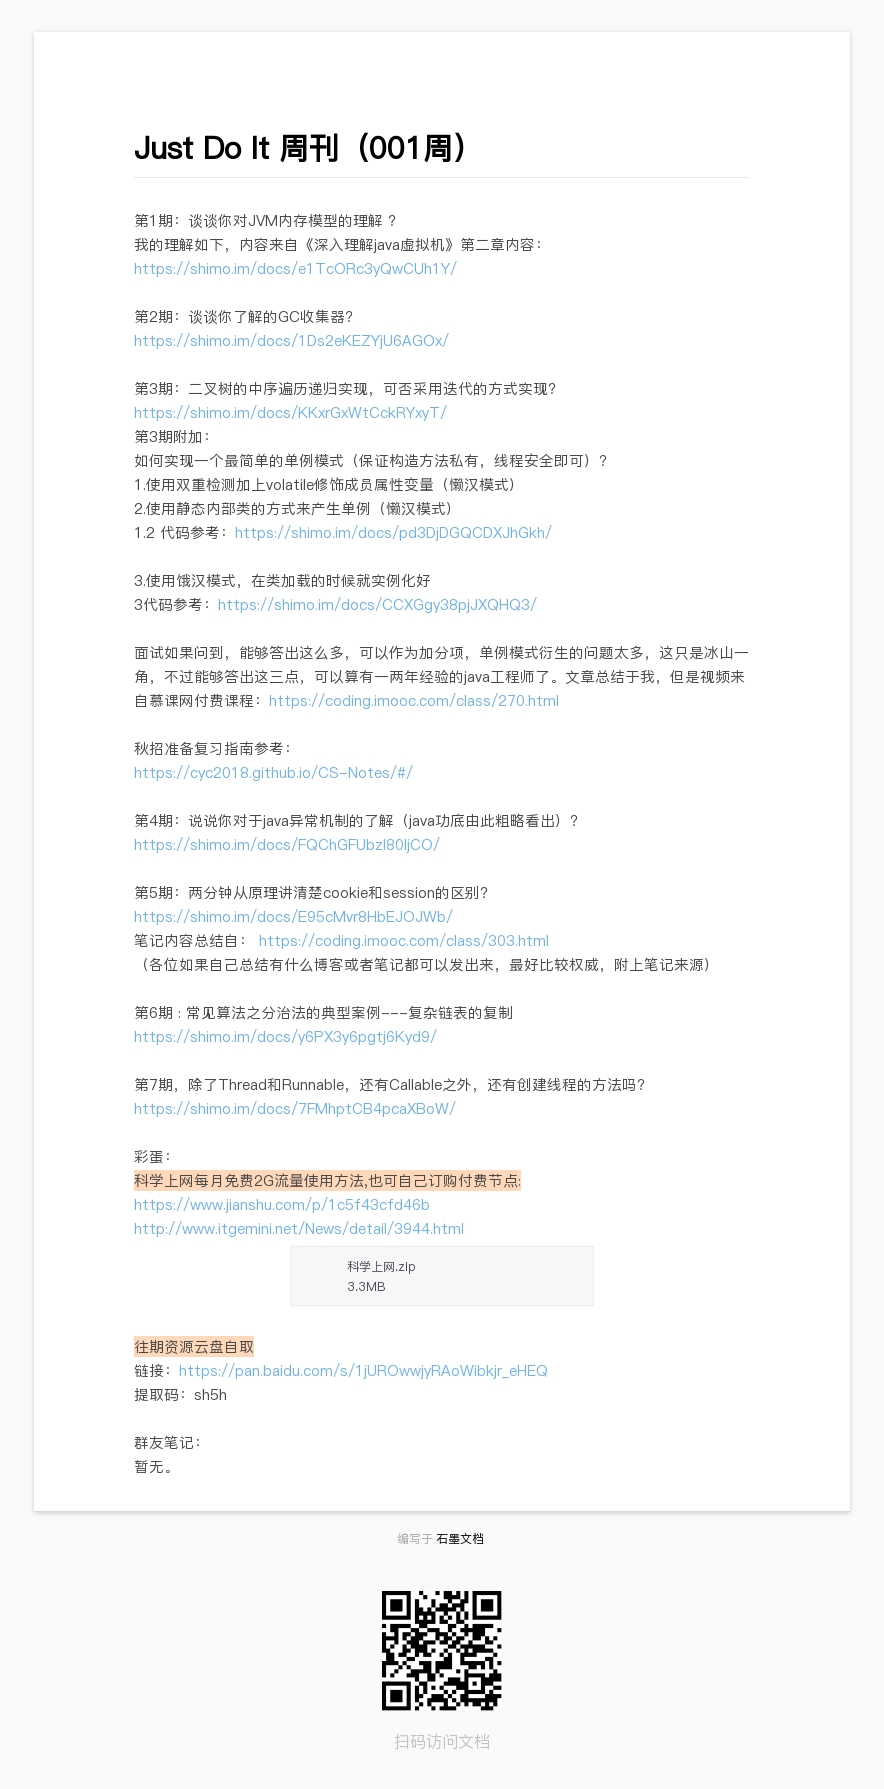 Just Do It 周刊（001周）
第1期：谈谈你对JVM内存模型的理解 ？
我的理解如下，内容来自《深入理解java虚拟机》第二章内容：
https://shimo.im/docs/e1TcORc3yQwCUh1Y/
第2期：谈谈你了解的GC收集器？
https://shimo.im/docs/1Ds2eKEZYjU6AGOx/
第3期：二叉树的中序遍历递归实现，可否采用迭代的方式实现？
https://shimo.im/docs/KKxrGxWtCckRYxyT/
第3期附加：
如何实现一个最简单的单例模式（保证构造方法私有，线程安全即可）？
1.使用双重检测加上volatile修饰成员属性变量（懒汉模式）
2.使用静态内部类的方式来产生单例（懒汉模式）
1.2 代码参考：https://shimo.im/docs/pd3DjDGQCDXJhGkh/
3.使用饿汉模式，在类加载的时候就实例化好
3代码参考：https://shimo.im/docs/CCXGgy38pjJXQHQ3/
面试如果问到，能够答出这么多，可以作为加分项，单例模式衍生的问题太多，这只是冰山一
角，不过能够答出这三点，可以算有一两年经验的java工程师了。文章总结于我，但是视频来
自慕课网付费课程：https://coding.imooc.com/class/270.html
秋招准备复习指南参考：
https://cyc2018.github.io/CS-Notes/#/
第4期：说说你对于java异常机制的了解（java功底由此粗略看出）？
https://shimo.im/docs/FQChGFUbzI80IjCO/
第5期：两分钟从原理讲清楚cookie和session的区别？
https://shimo.im/docs/E95cMvr8HbEJOJWb/
笔记内容总结自： https://coding.imooc.com/class/303.html
（各位如果自己总结有什么博客或者笔记都可以发出来，最好比较权威，附上笔记来源）
第6期 : 常见算法之分治法的典型案例---复杂链表的复制
https://shimo.im/docs/y6PX3y6pgtj6Kyd9/
第7期，除了Thread和Runnable，还有Callable之外，还有创建线程的方法吗？
https://shimo.im/docs/7FMhptCB4pcaXBoW/
彩蛋：
科学上网每月免费2G流量使用方法,也可自己订购付费节点:
https://www.jianshu.com/p/1c5f43cfd46b
http://www.itgemini.net/News/detail/3944.html
科学上网.zip
3.3MB
往期资源云盘自取
链接：https://pan.baidu.com/s/1jUROwwjyRAoWibkjr_eHEQ
提取码：sh5h
群友笔记：
暂无。
编写于 石墨文档
扫码访问文档